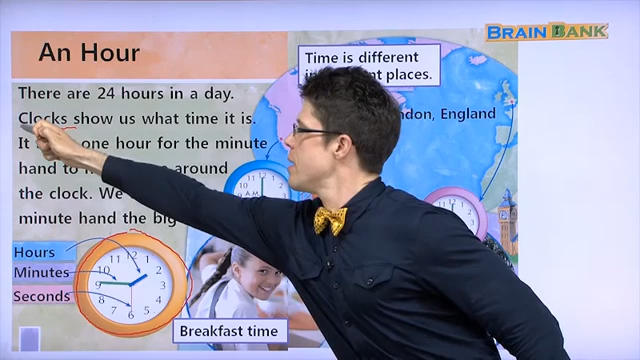 BRAIN BANK
An Hour
Time is different
places.
There are 24 hours in a day.
Clocks show us what time it is.
It one hour for the minute
hand to around
the clock. We
minute hand the big
London, England
Hours
Minutes
Seconds
12
1
2
3
4
5
6
7
8
9
10
11
A.M.
Breakfast time